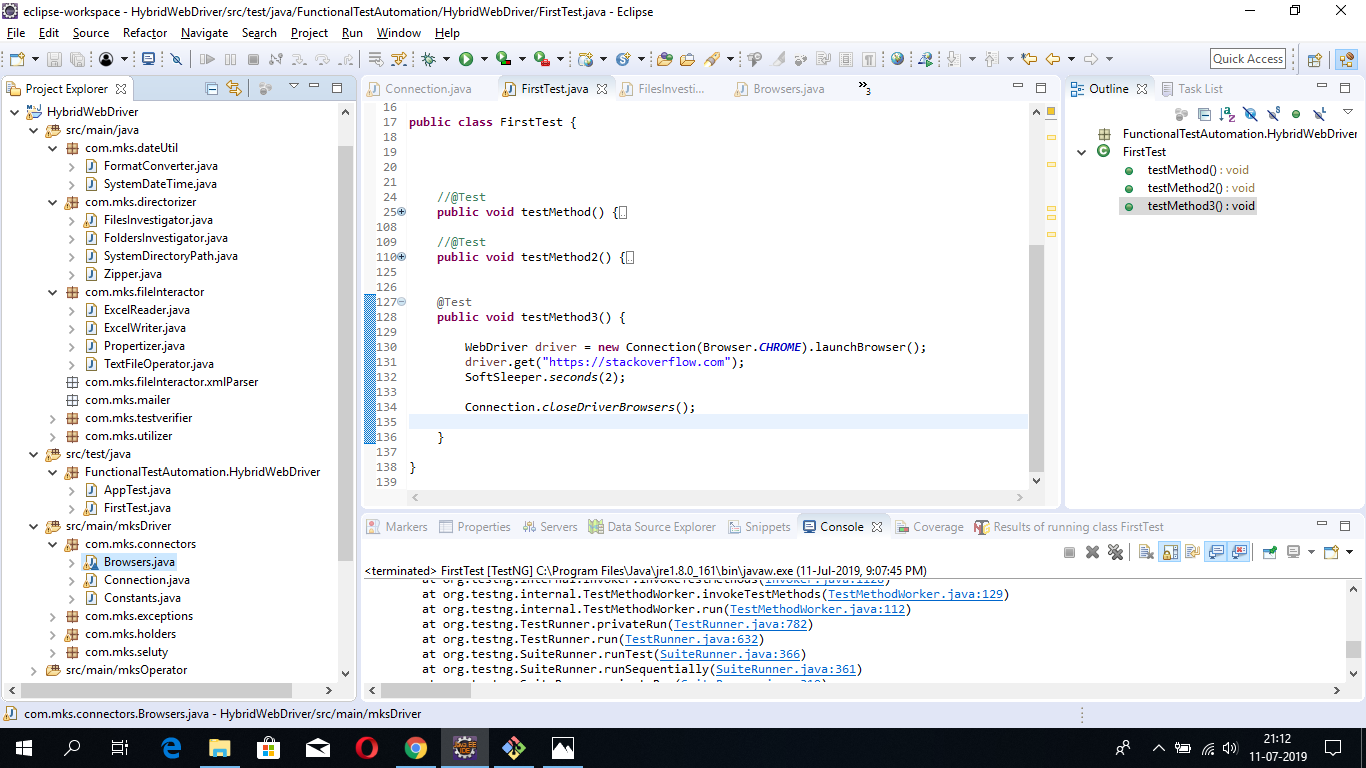 eclipse-workspace - HybridWebDriver/src/test/java/FunctionalTestAutomation/HybridWebDriver/FirstTest.java - Eclipse
File Edit Source Refactor Navigate Search Project Run Window Help
Quick Access
Project Explorer
HybridWebDriver
src/main/java
com.mks.dateUtil
FormatConverter.java
SystemDateTime.java
com.mks.directorizer
FilesInvestigator.java
FoldersInvestigator.java
SystemDirectoryPath.java
Zipper.java
com.mks.fileInteractor
ExcelReader.java
ExcelWriter.java
Propertizer.java
TextFileOperator.java
com.mks.fileInteractor.xmlParser
com.mks.mailer
com.mks.testverifier
com.mks.utilizer
src/test/java
FunctionalTestAutomation.HybridWebDriver
AppTest.java
FirstTest.java
src/main/mksDriver
com.mks.connectors
Browsers.java
Connection.java
Constants.java
com.mks.exceptions
com.mks.holders
com.mks.seluty
src/main/mksOperator
Connection.java FirstTest.java FilesInvesti... Browsers.java »3
16
17 public class FirstTest {
18
19
20
21
24 //@Test
25 public void testMethod() {
108
109 //@Test
110 public void testMethod2() {
125
126
127 @Test
128 public void testMethod3() {
129
130 WebDriver driver = new Connection(Browser.CHROME).launchBrowser();
131 driver.get("https://stackoverflow.com");
132 SoftSleeper.seconds(2);
133
134 Connection.closeDriverBrowsers();
135
136 }
137
138 }
139
Outline Task List
FunctionalTestAutomation.HybridWebDriver
FirstTest
testMethod() : void
testMethod2() : void
testMethod3() : void
Markers Properties Servers Data Source Explorer Snippets Console Coverage Results of running class FirstTest
<terminated> FirstTest [TestNG] C:\Program Files\Java\jre1.8.0_161\bin\javaw.exe (11-Jul-2019, 9:07:45 PM)
at org.testng.internal.TestMethodWorker.invokeTestMethods(TestMethodWorker.java:129)
at org.testng.internal.TestMethodWorker.run(TestMethodWorker.java:112)
at org.testng.TestRunner.privateRun(TestRunner.java:782)
at org.testng.TestRunner.run(TestRunner.java:632)
at org.testng.SuiteRunner.runTest(SuiteRunner.java:366)
at org.testng.SuiteRunner.runSequentially(SuiteRunner.java:361)
com.mks.connectors.Browsers.java - HybridWebDriver/src/main/mksDriver
21:12
11-07-2019